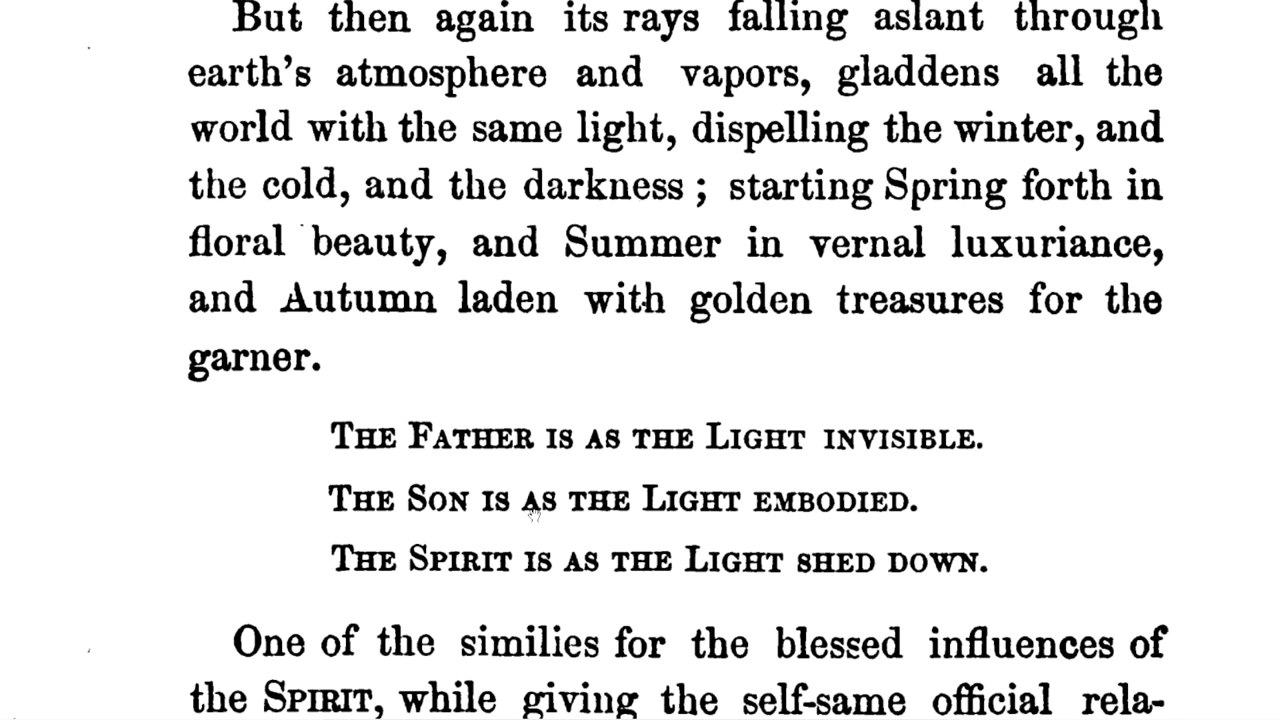 But then again its rays falling aslant through
earth's atmosphere and vapors, gladdens all the
world with the same light, dispelling the winter, and
the cold, and the darkness ; starting Spring forth in
floral beauty, and Summer in vernal luxuriance,
and Autumn laden with golden treasures for the
garner.
The Father is as the Light invisible.
The Son is as the Light embodied.
The Spirit is as the Light shed down.
One of the similies for the blessed influences of
the Spirit, while giving the self-same official rela-